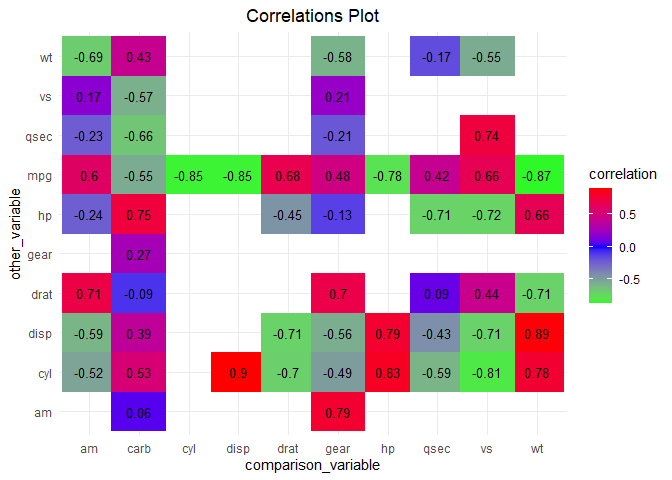 Correlations Plot
wt -0.69 0.43 -0.58 -0.17 -0.55
vs 0.17 -0.57 0.21
qsec -0.23 -0.66 -0.21 0.74
mpg 0.6 -0.55 -0.85 -0.85 0.68 0.48 -0.78 0.42 0.66 -0.87
hp -0.24 0.75 -0.45 -0.13 -0.71 -0.72 0.66
gear 0.27
drat 0.71 -0.09 0.7 0.09 0.44 -0.71
disp -0.59 0.39 -0.71 -0.56 0.79 -0.43 -0.71 0.89
cyl -0.52 0.53 0.9 -0.7 -0.49 0.83 -0.59 -0.81 0.78
am 0.06 0.79
am carb cyl disp drat gear hp qsec vs wt
comparison_variable
other_variable
correlation
0.5
0.0
-0.5